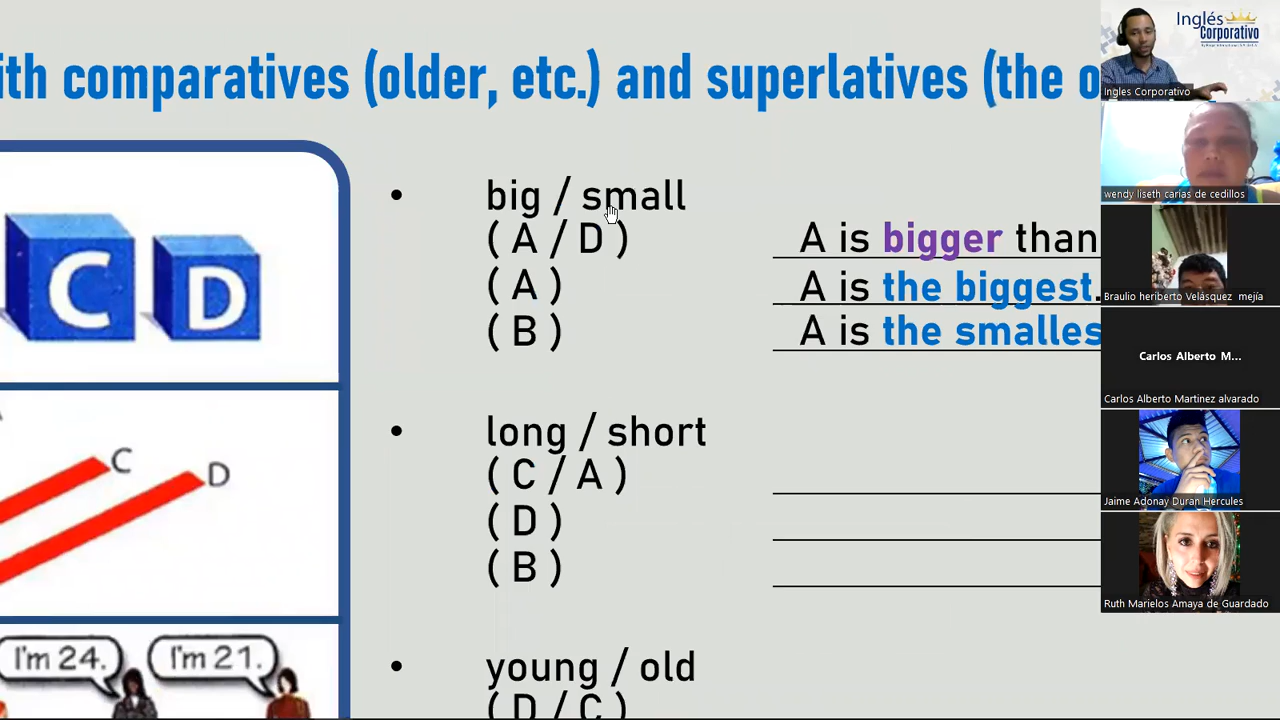 ith comparatives (older, etc.) and superlatives (the o
C D
• big / small
( A / D ) A is bigger than
( A ) A is the biggest.
( B ) A is the smalles
C
D
• long / short
( C / A )
( D )
( B )
I'm 24. I'm 21.
• young / old
( D / C )
Inglés
Corporativo
Ingles Corporativo
wendy liseth carías de cedillos
Braulio heriberto Velásquez mejía
Carlos Alberto M...
Carlos Alberto Martinez alvarado
Jaime Adonay Duran Hercules
Ruth Marielos Amaya de Guardado